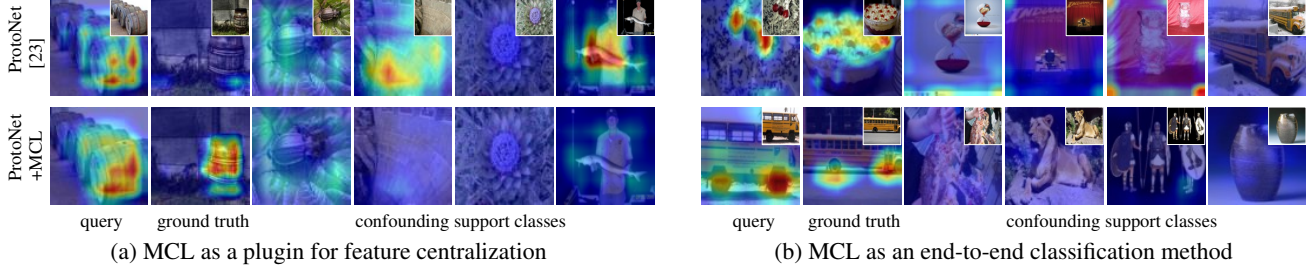 ProtoNet
[23]
ProtoNet
+MCL
query
ground truth
confounding support classes
(a) MCL as a plugin for feature centralization
query
ground truth
confounding support classes
(b) MCL as an end-to-end classification method